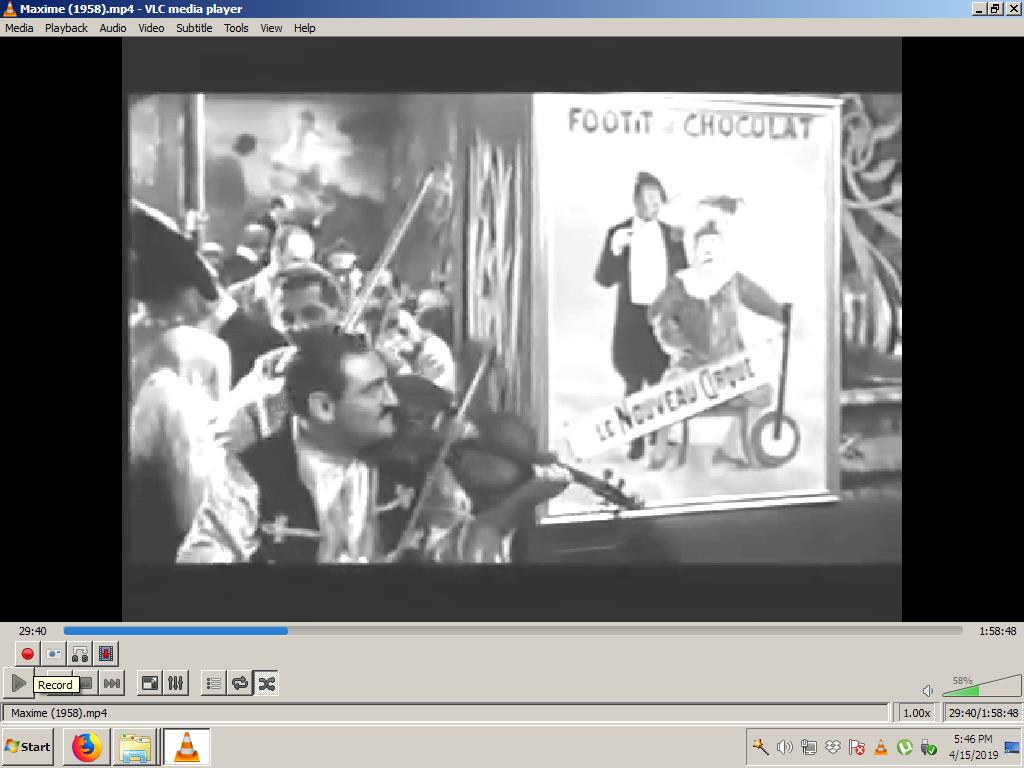 Maxime (1958).mp4 - VLC media player
Media Playback Audio Video Subtitle Tools View Help
FOOTIT & CHOCOLAT
LE NOUVEAU CIRQUE
29:40 1:58:48
Record
58%
Maxime (1958).mp4 1.00x 29:40/1:58:48
Start
5:46 PM
4/15/2019